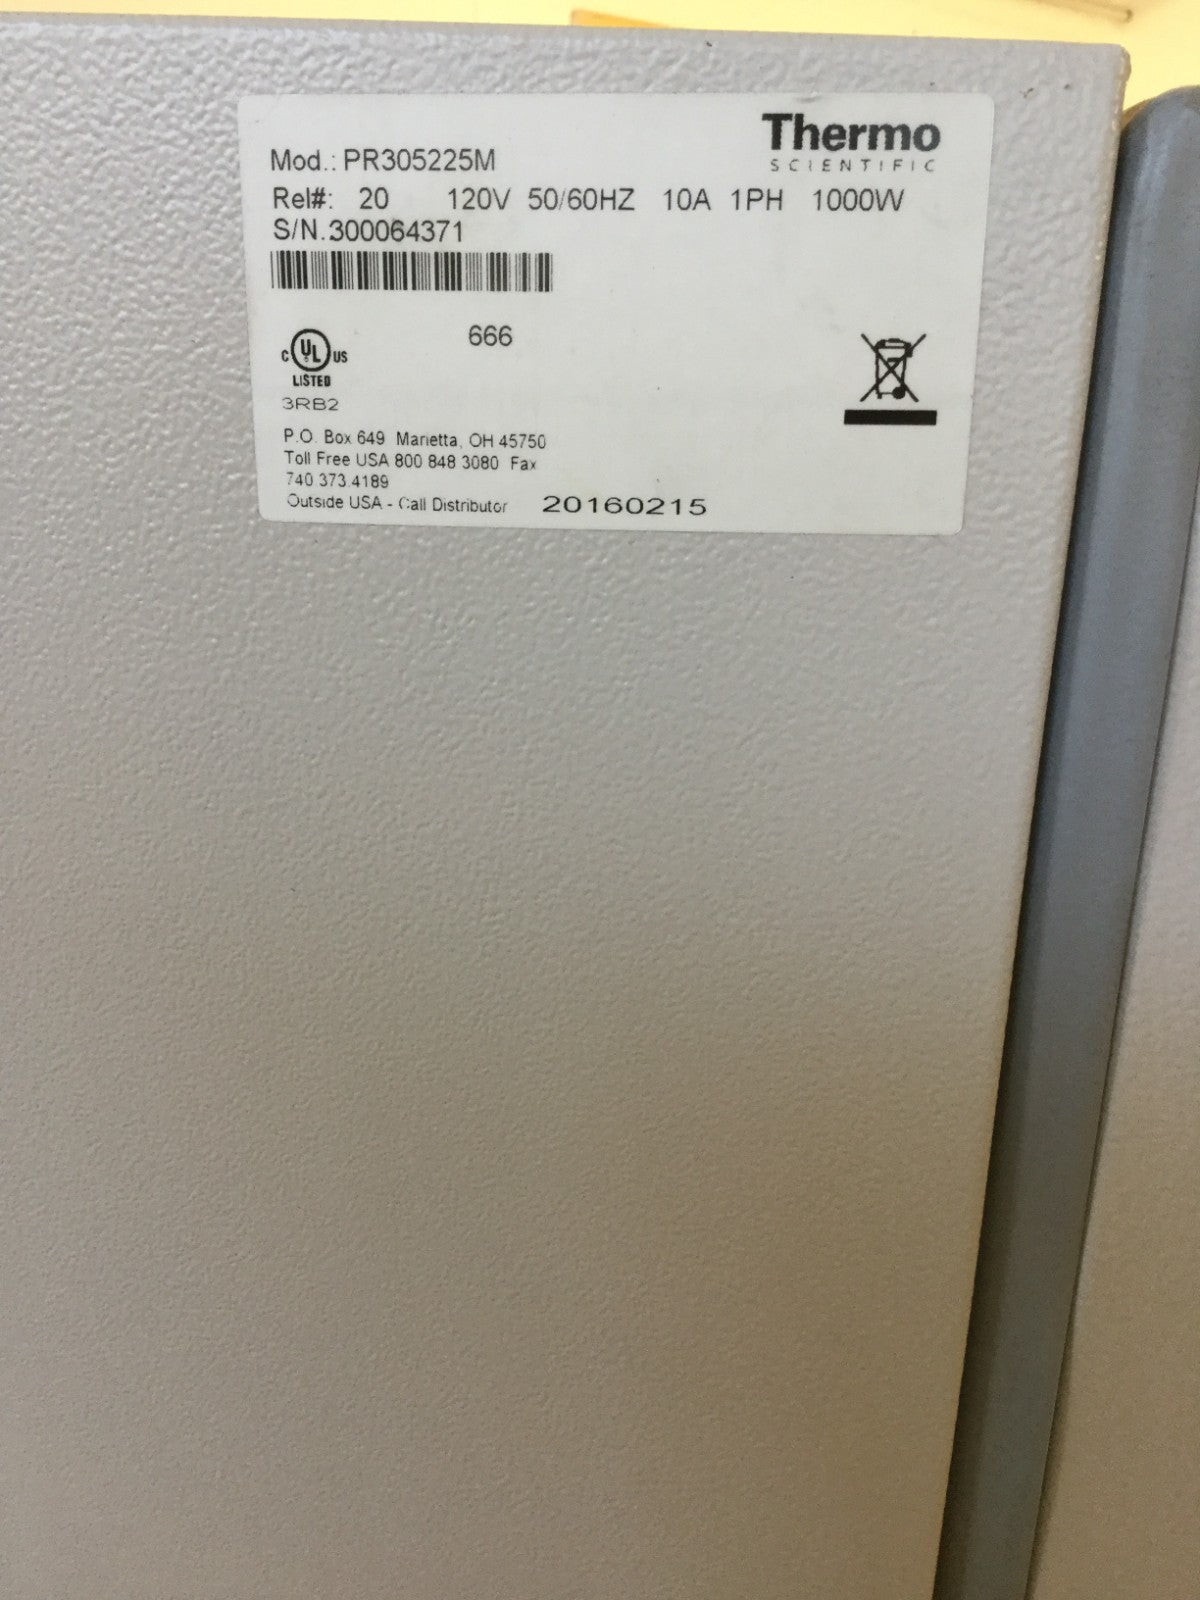 Thermo
SCIENTIFIC
Mod.: PR305225M
Rel#: 20 120V 50/60HZ 10A 1PH 1000W
S/N.300064371
666
c UL us
LISTED
3RB2
P.O. Box 649 Marietta, OH 45750
Toll Free USA 800 848 3080 Fax
740 373.4189
Outside USA - Call Distributor 20160215